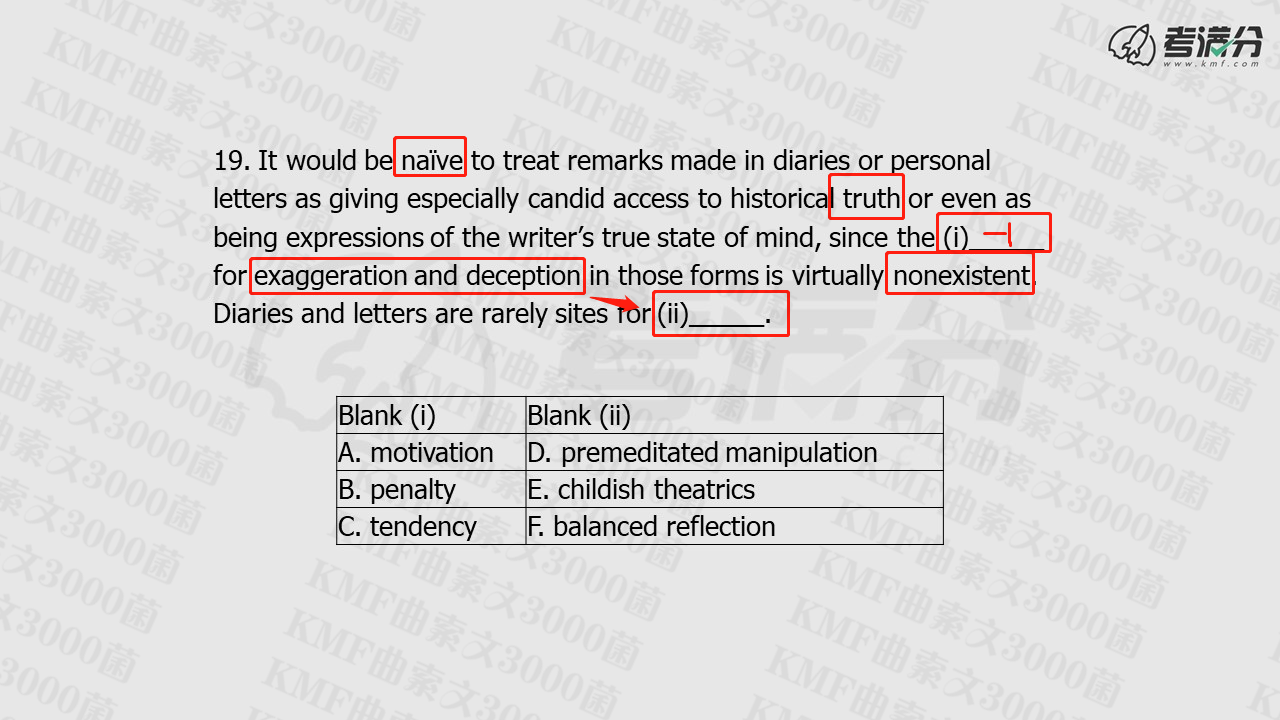 考满分
www.kmf.com
19. It would be naïve to treat remarks made in diaries or personal
letters as giving especially candid access to historical truth or even as
being expressions of the writer's true state of mind, since the (i)______
for exaggeration and deception in those forms is virtually nonexistent.
Diaries and letters are rarely sites for (ii)______.
Blank (i) Blank (ii)
A. motivation D. premeditated manipulation
B. penalty E. childish theatrics
C. tendency F. balanced reflection
KMF曲索文3000菌